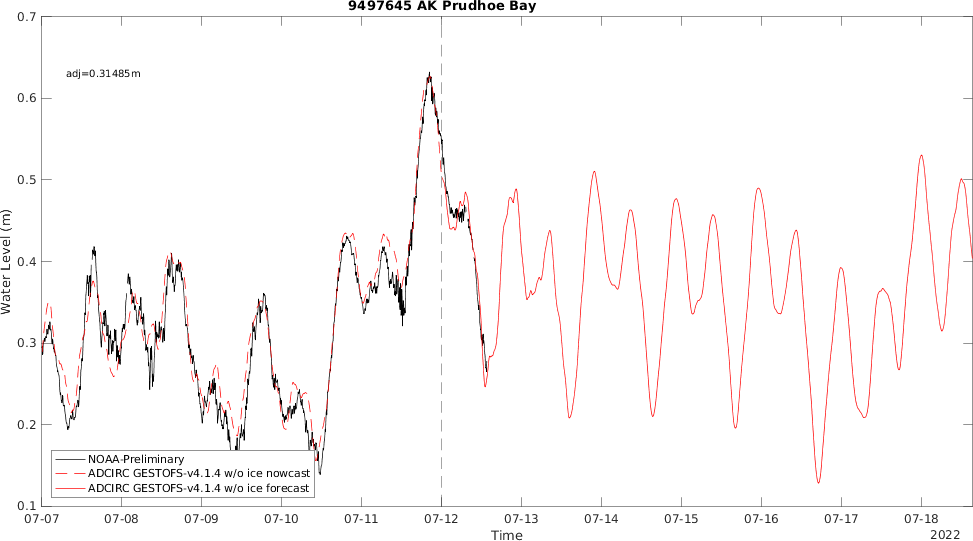 9497645 AK Prudhoe Bay
adj=0.31485m
0.7
0.6
0.5
0.4
0.3
0.2
0.1
Water Level (m)
NOAA-Preliminary
ADCIRC GESTOFS-v4.1.4 w/o ice nowcast
ADCIRC GESTOFS-v4.1.4 w/o ice forecast
07-07 07-08 07-09 07-10 07-11 07-12 07-13 07-14 07-15 07-16 07-17 07-18
Time
2022